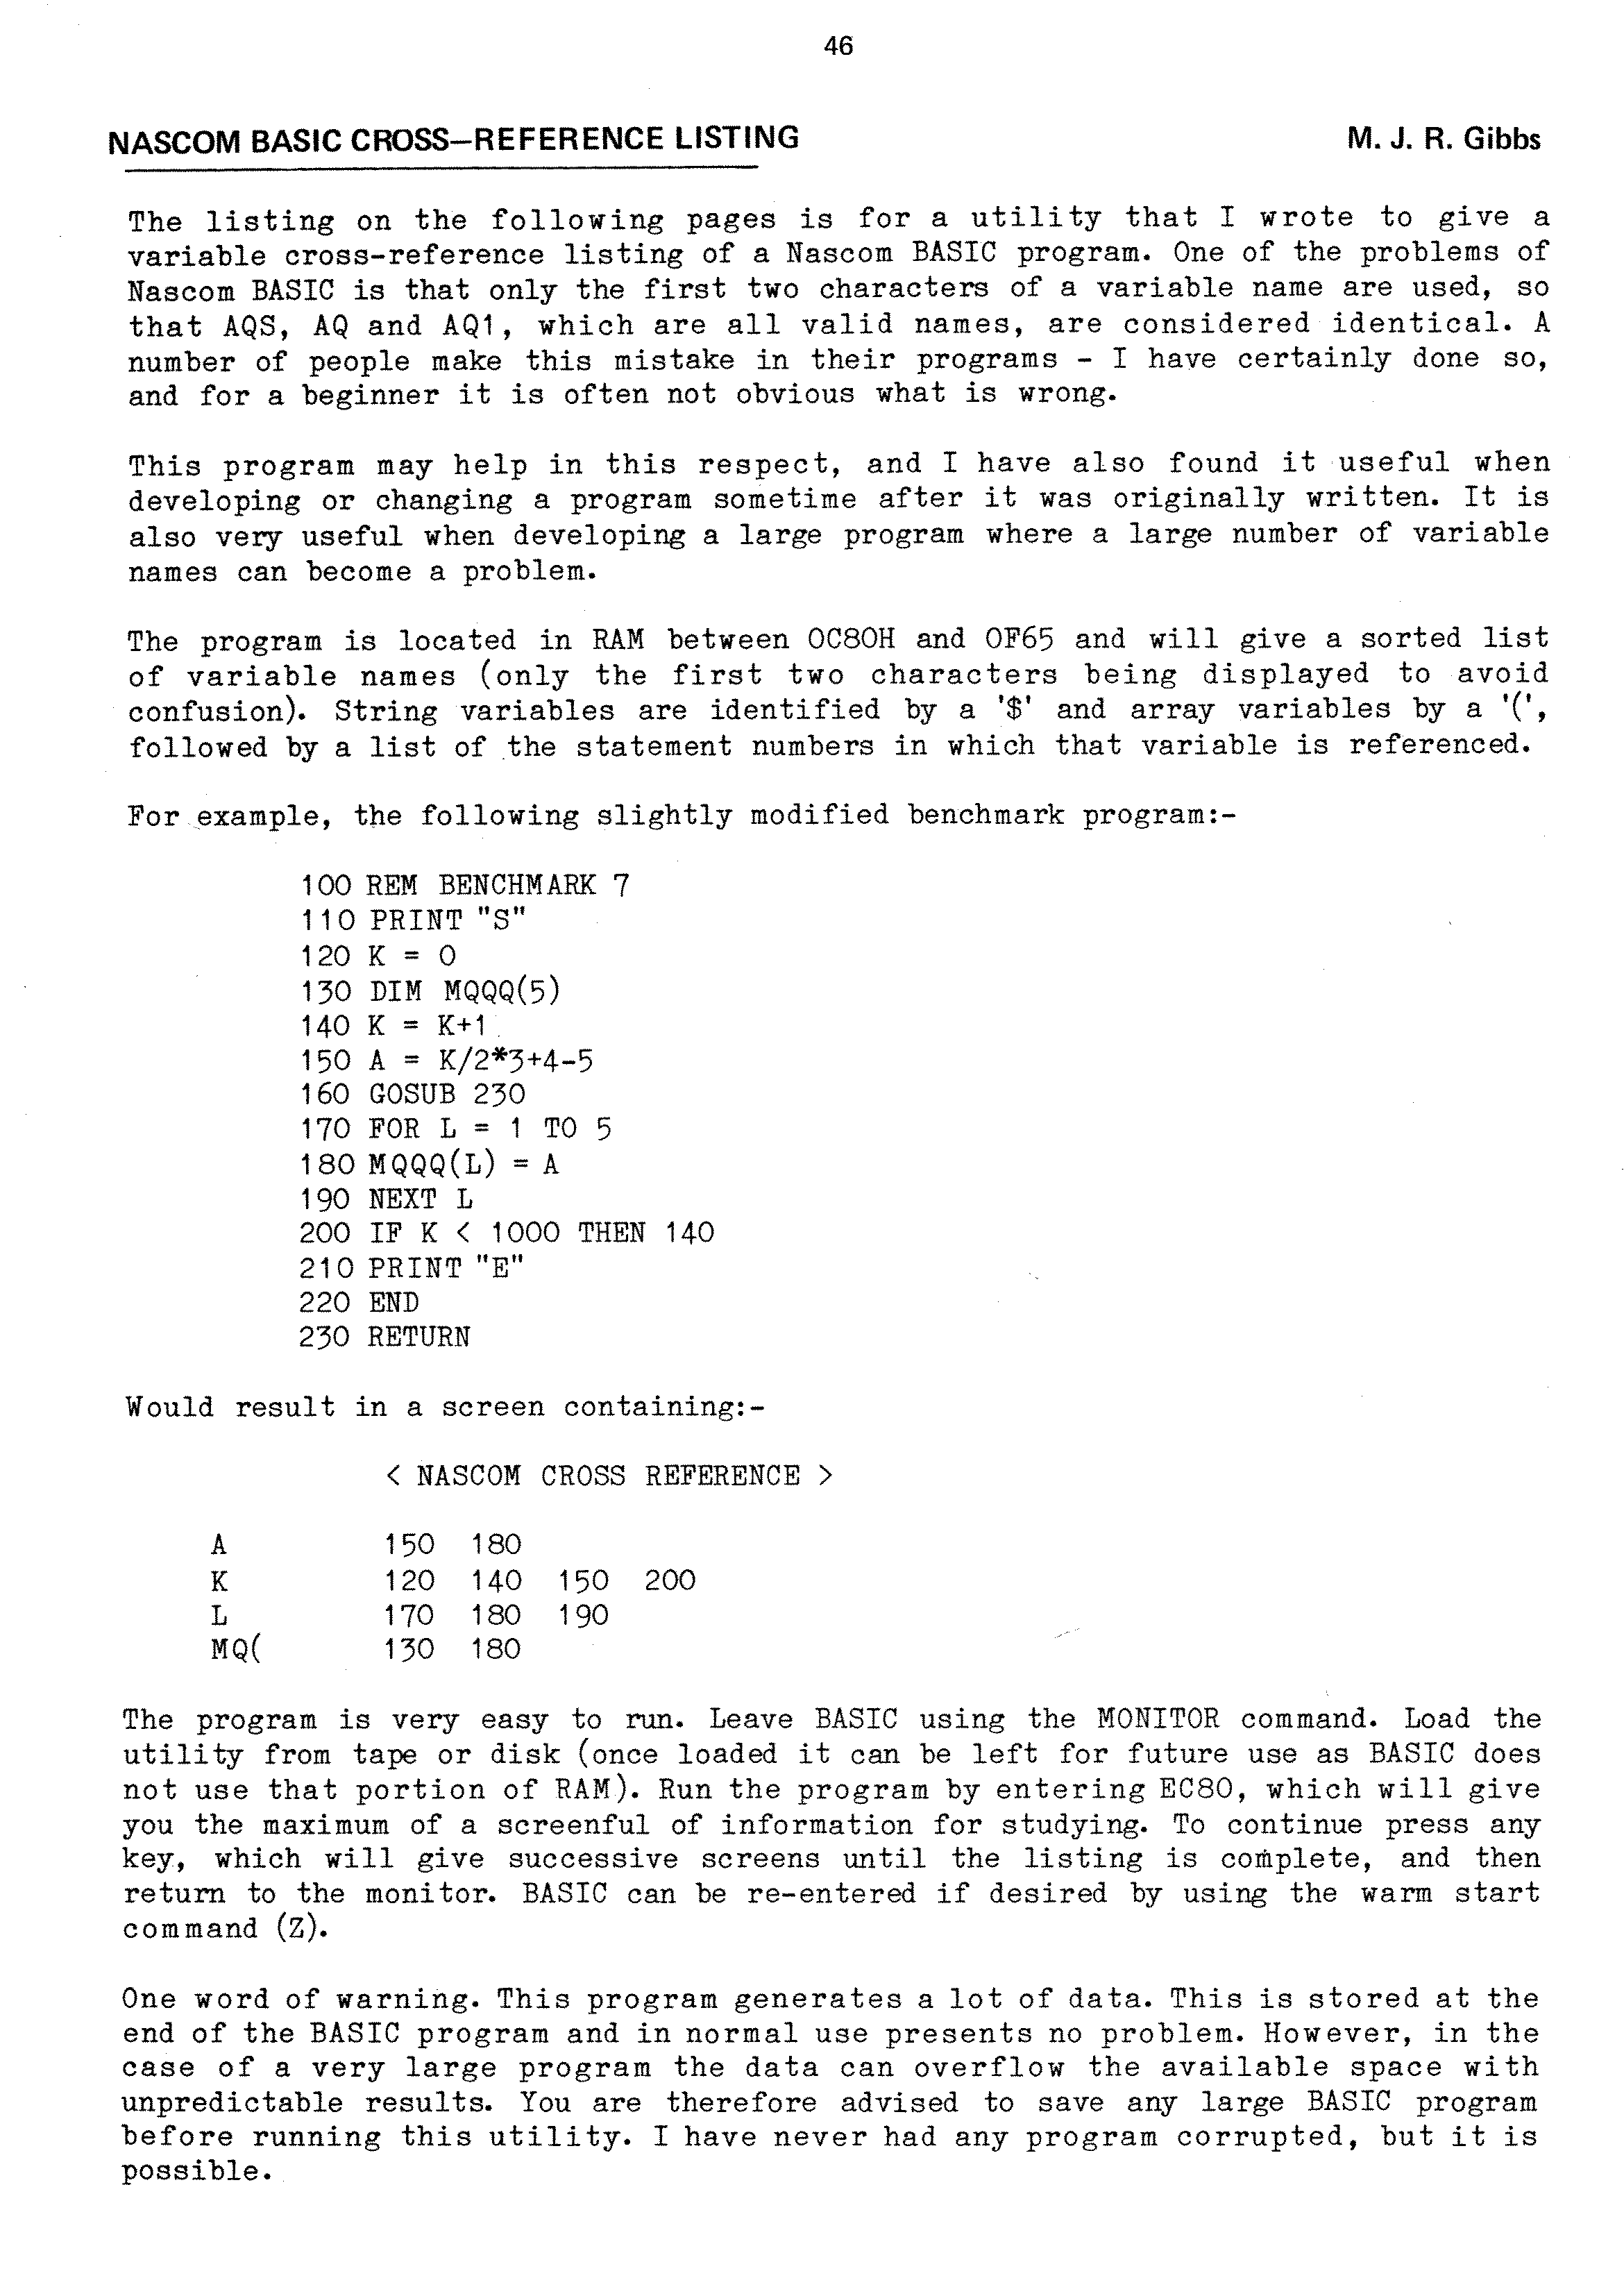 46
NASCOM BASIC CROSS–REFERENCE LISTING M. J. R. Gibbs
The listing on the following pages is for a utility that I wrote to give a
variable cross-reference listing of a Nascom BASIC program. One of the problems of
Nascom BASIC is that only the first two characters of a variable name are used, so
that AQS, AQ and AQ1, which are all valid names, are considered identical. A
number of people make this mistake in their programs - I have certainly done so,
and for a beginner it is often not obvious what is wrong.
This program may help in this respect, and I have also found it useful when
developing or changing a program sometime after it was originally written. It is
also very useful when developing a large program where a large number of variable
names can become a problem.
The program is located in RAM between 0C80H and 0F65 and will give a sorted list
of variable names (only the first two characters being displayed to avoid
confusion). String variables are identified by a '$' and array variables by a '(',
followed by a list of the statement numbers in which that variable is referenced.
For example, the following slightly modified benchmark program:-
100 REM BENCHMARK 7
110 PRINT "S"
120 K = 0
130 DIM MQQQ(5)
140 K = K+1
150 A = K/2*3+4-5
160 GOSUB 230
170 FOR L = 1 TO 5
180 MQQQ(L) = A
190 NEXT L
200 IF K < 1000 THEN 140
210 PRINT "E"
220 END
230 RETURN
Would result in a screen containing:-
< NASCOM CROSS REFERENCE >
A 150 180
K 120 140 150 200
L 170 180 190
MQ( 130 180
The program is very easy to run. Leave BASIC using the MONITOR command. Load the
utility from tape or disk (once loaded it can be left for future use as BASIC does
not use that portion of RAM). Run the program by entering EC80, which will give
you the maximum of a screenful of information for studying. To continue press any
key, which will give successive screens until the listing is complete, and then
return to the monitor. BASIC can be re-entered if desired by using the warm start
command (Z).
One word of warning. This program generates a lot of data. This is stored at the
end of the BASIC program and in normal use presents no problem. However, in the
case of a very large program the data can overflow the available space with
unpredictable results. You are therefore advised to save any large BASIC program
before running this utility. I have never had any program corrupted, but it is
possible.